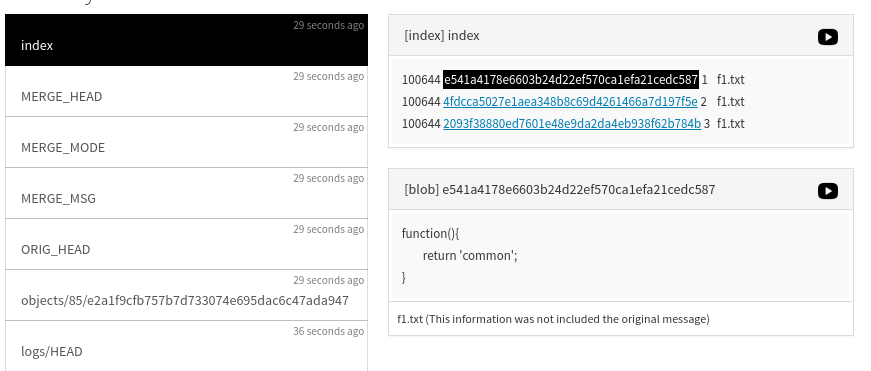 29 seconds ago
index
29 seconds ago
MERGE_HEAD
29 seconds ago
MERGE_MODE
29 seconds ago
MERGE_MSG
29 seconds ago
ORIG_HEAD
29 seconds ago
objects/85/e2a1f9cfb757b7d733074e695dac6c47ada947
36 seconds ago
logs/HEAD
[index] index
100644 e541a4178e6603b24d22ef570ca1efa21cedc587 1 f1.txt
100644 4fdcca5027e1aea348b8c69d4261466a7d197f5e 2 f1.txt
100644 2093f38880ed7601e48e9da2da4eb938f62b784b 3 f1.txt
[blob] e541a4178e6603b24d22ef570ca1efa21cedc587
function(){
return 'common';
}
f1.txt (This information was not included the original message)